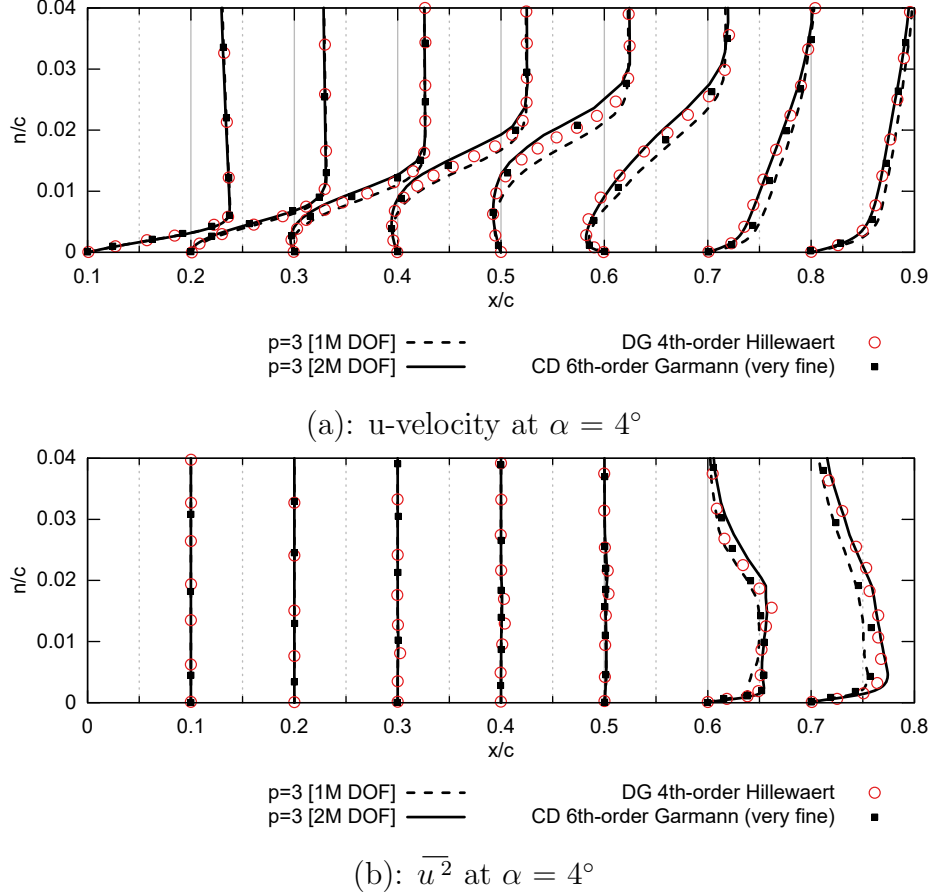 0.04
0.03
n/c
0.02
0.01
0
0.1 0.2 0.3 0.4 0.5 0.6 0.7 0.8 0.9
x/c
p=3 [1M DOF] DG 4th-order Hillewaert
p=3 [2M DOF] CD 6th-order Garmann (very fine)
(a): u-velocity at α = 4°
0.04
0.03
n/c
0.02
0.01
0
0 0.1 0.2 0.3 0.4 0.5 0.6 0.7 0.8
x/c
p=3 [1M DOF] DG 4th-order Hillewaert
p=3 [2M DOF] CD 6th-order Garmann (very fine)
(b): $\overline{u^2}$ at α = 4°